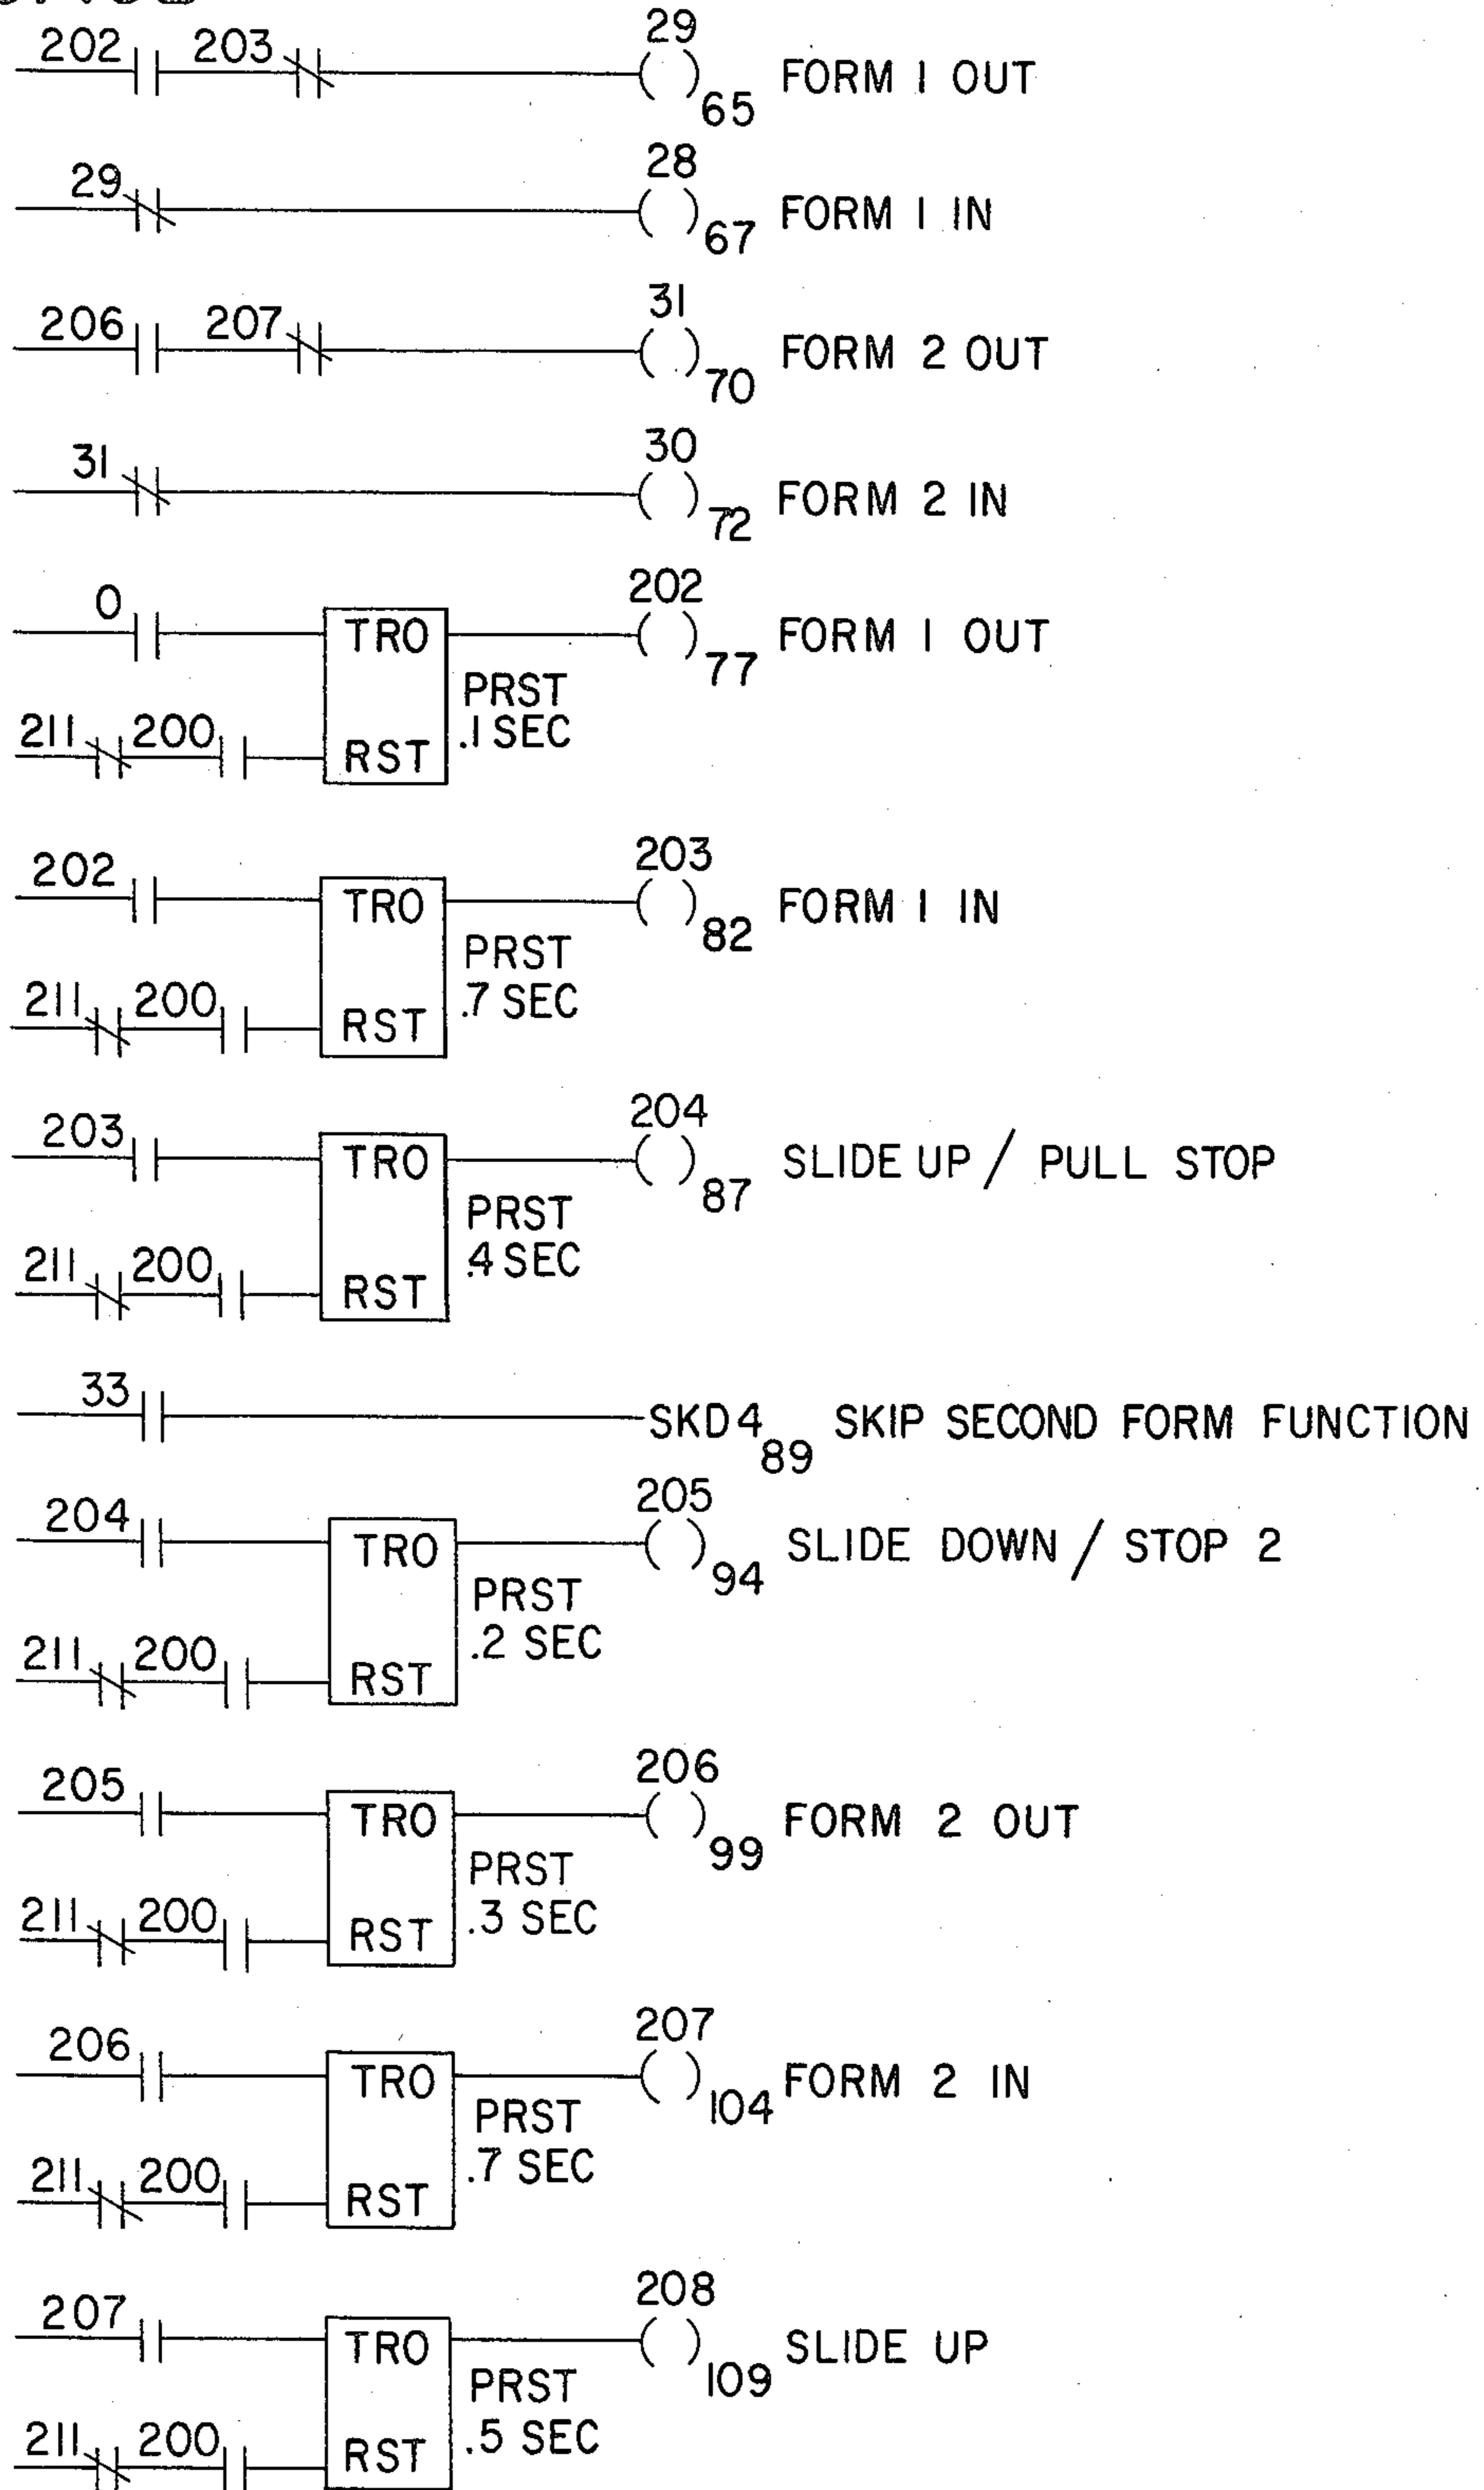 29
202 203 ( ) FORM 1 OUT
65
28
29 ( ) FORM 1 IN
67
31
206 207 ( ) FORM 2 OUT
70
30
31 ( ) FORM 2 IN
72
202
0 TRO ( ) FORM 1 OUT
77
PRST
.1 SEC
211 200 RST
203
202 TRO ( ) FORM 1 IN
82
PRST
.7 SEC
211 200 RST
204
203 TRO ( ) SLIDE UP / PULL STOP
87
PRST
.4 SEC
211 200 RST
33 SKD4 SKIP SECOND FORM FUNCTION
89
205
204 TRO ( ) SLIDE DOWN / STOP 2
94
PRST
.2 SEC
211 200 RST
206
205 TRO ( ) FORM 2 OUT
99
PRST
.3 SEC
211 200 RST
207
206 TRO ( ) FORM 2 IN
104
PRST
.7 SEC
211 200 RST
208
207 TRO ( ) SLIDE UP
109
PRST
.5 SEC
211 200 RST